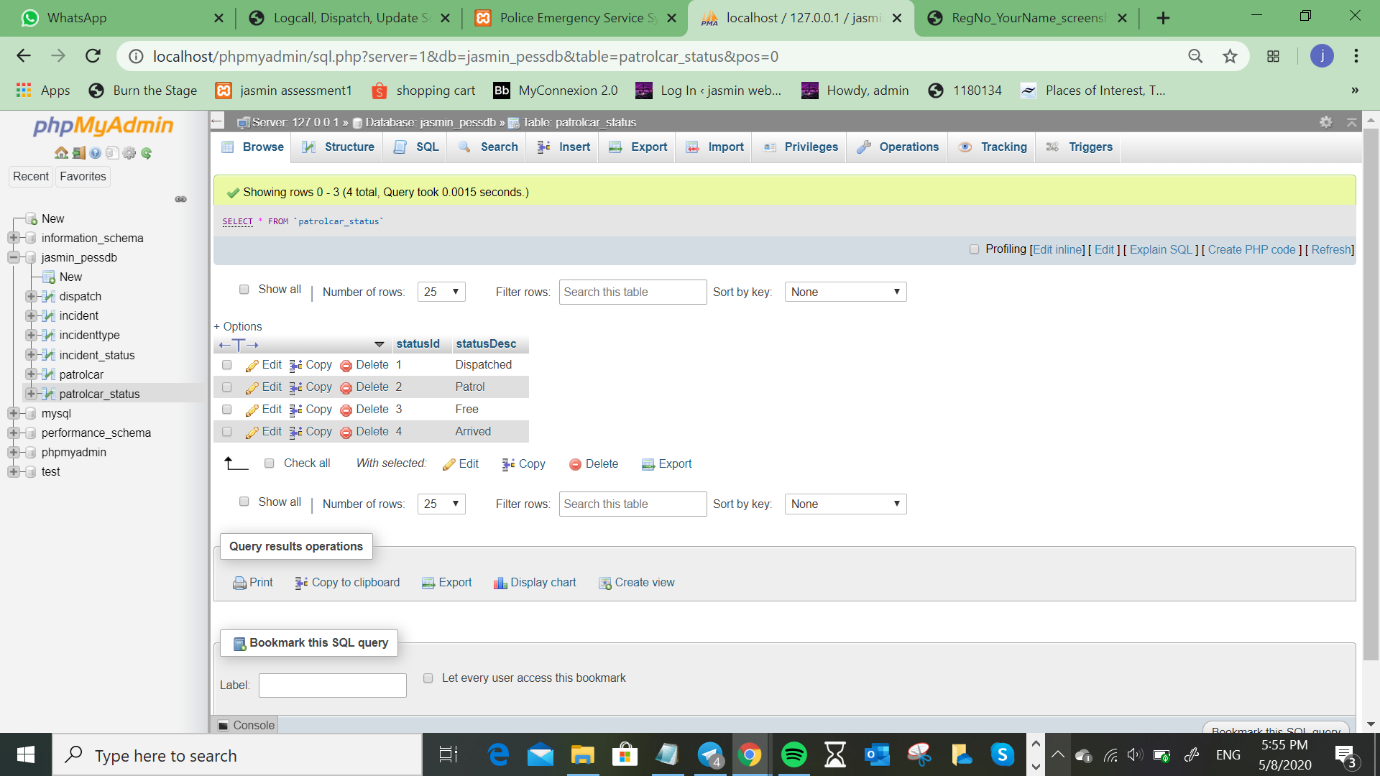 WhatsApp
Logcall, Dispatch, Update S
Police Emergency Service Sy
localhost / 127.0.0.1 / jasmi
RegNo_YourName_screensh
localhost/phpmyadmin/sql.php?server=1&db=jasmin_pessdb&table=patrolcar_status&pos=0
j
Apps Burn the Stage jasmin assessment1 shopping cart Bb MyConnexion 2.0 Log In ‹ jasmin web... Howdy, admin 1180134 Places of Interest, T... »
phpMyAdmin
Recent Favorites
New
information_schema
jasmin_pessdb
New
dispatch
incident
incidenttype
incident_status
patrolcar
patrolcar_status
mysql
performance_schema
phpmyadmin
test
Server: 127.0.0.1 » Database: jasmin_pessdb » Table: patrolcar_status
Browse Structure SQL Search Insert Export Import Privileges Operations Tracking Triggers
Showing rows 0 - 3 (4 total, Query took 0.0015 seconds.)
SELECT * FROM `patrolcar_status`
Profiling [Edit inline] [ Edit ] [ Explain SQL ] [ Create PHP code ] [ Refresh]
Show all | Number of rows: 25 Filter rows: Search this table Sort by key: None
+ Options
←T→ statusId statusDesc
Edit Copy Delete 1 Dispatched
Edit Copy Delete 2 Patrol
Edit Copy Delete 3 Free
Edit Copy Delete 4 Arrived
Check all With selected: Edit Copy Delete Export
Show all | Number of rows: 25 Filter rows: Search this table Sort by key: None
Query results operations
Print Copy to clipboard Export Display chart Create view
Bookmark this SQL query
Label: Let every user access this bookmark
Console
Bookmark this SQL query
Type here to search
4
ENG
5:55 PM
5/8/2020
3